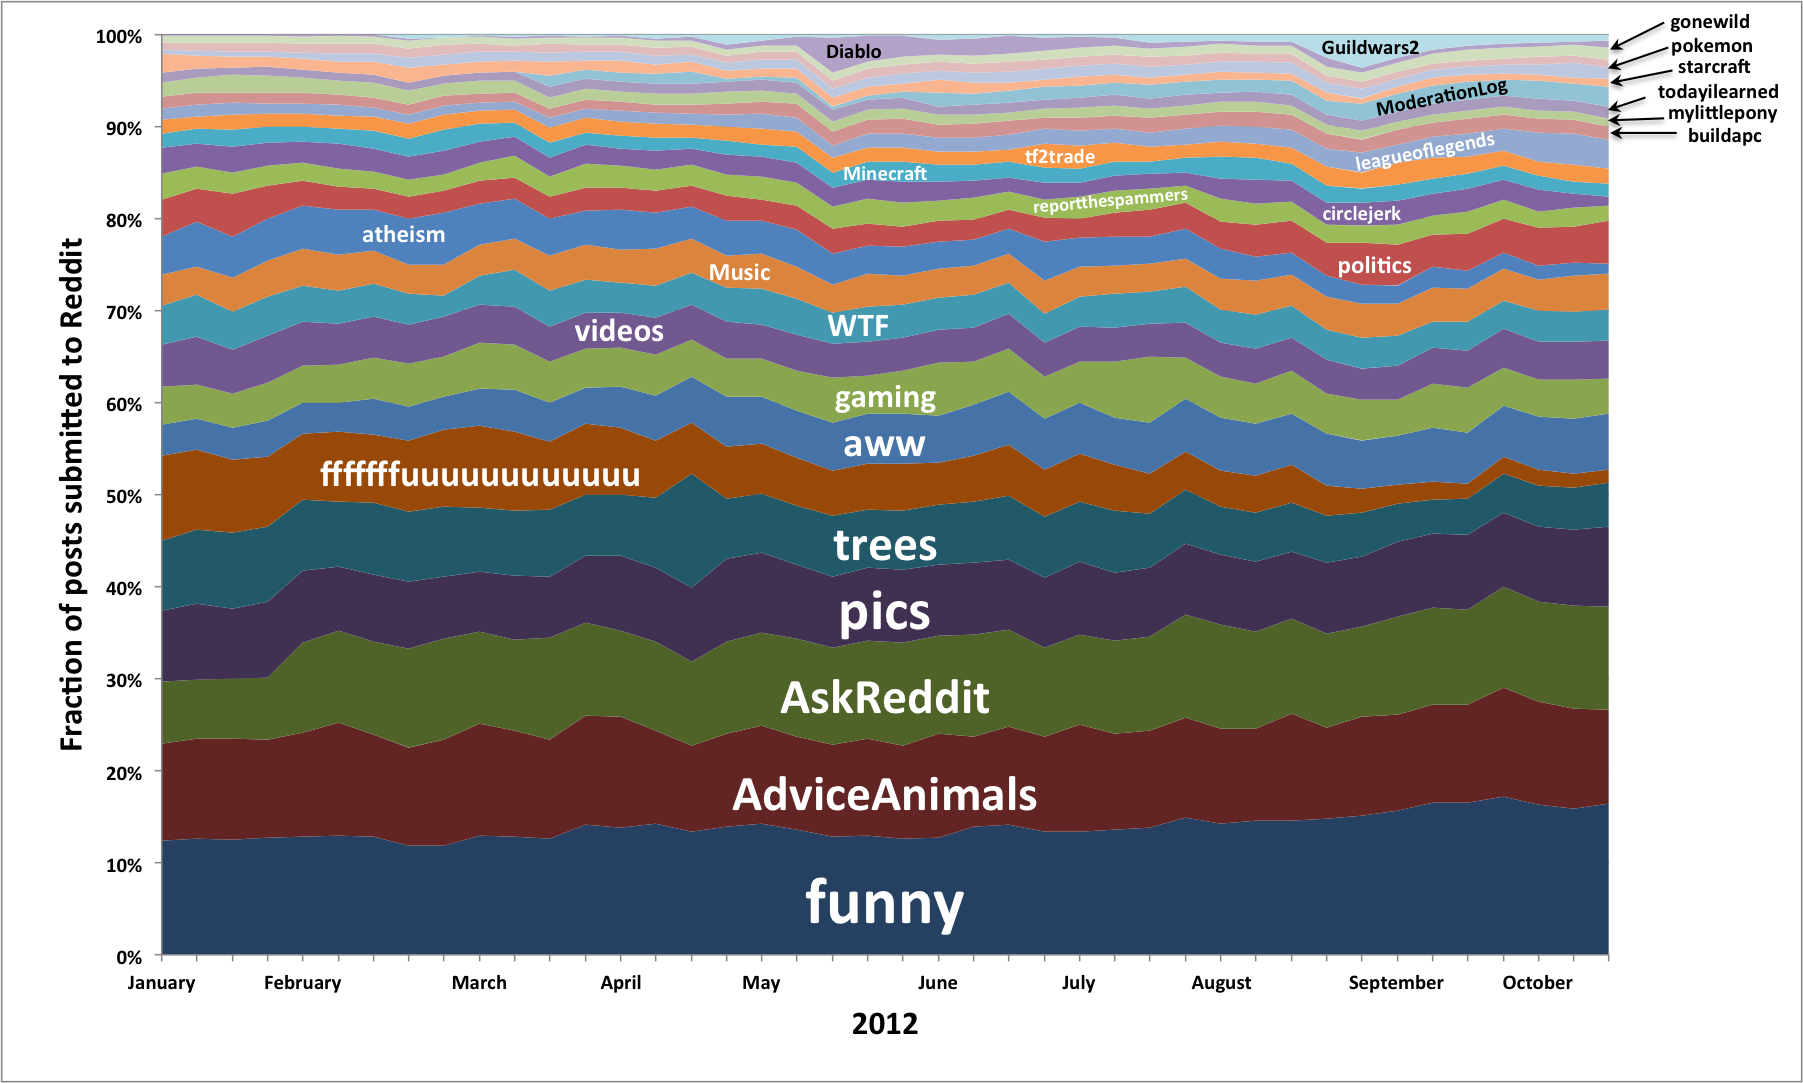 100%
90%
80%
70%
60%
50%
40%
30%
20%
10%
0%
Fraction of posts submitted to Reddit
January
February
March
April
May
June
July
August
September
October
2012
Diablo
Guildwars2
gonewild
pokemon
starcraft
todayilearned
mylittlepony
buildapc
ModerationLog
leagueoflegends
tf2trade
Minecraft
reportthespammers
circlejerk
atheism
politics
Music
WTF
videos
gaming
aww
fffffffuuuuuuuuuuuu
trees
pics
AskReddit
AdviceAnimals
funny